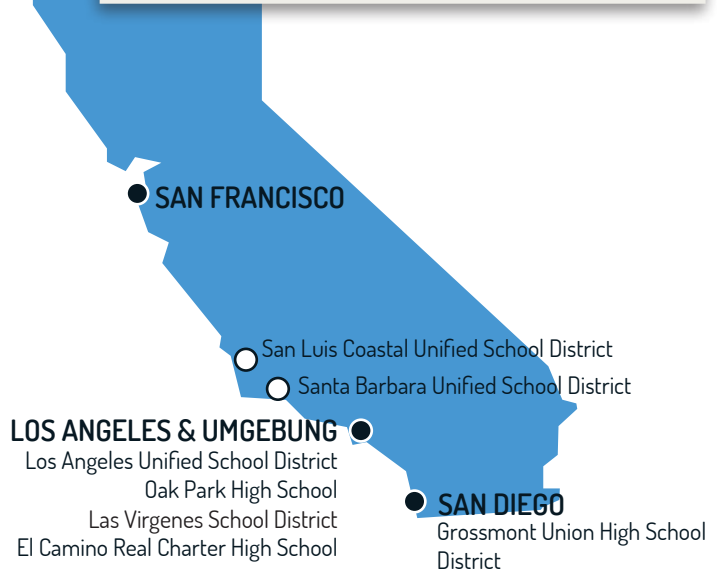 SAN FRANCISCO
San Luis Coastal Unified School District
Santa Barbara Unified School District
LOS ANGELES & UMGEBUNG
Los Angeles Unified School District
Oak Park High School
Las Virgenes School District
El Camino Real Charter High School
SAN DIEGO
Grossmont Union High School
District